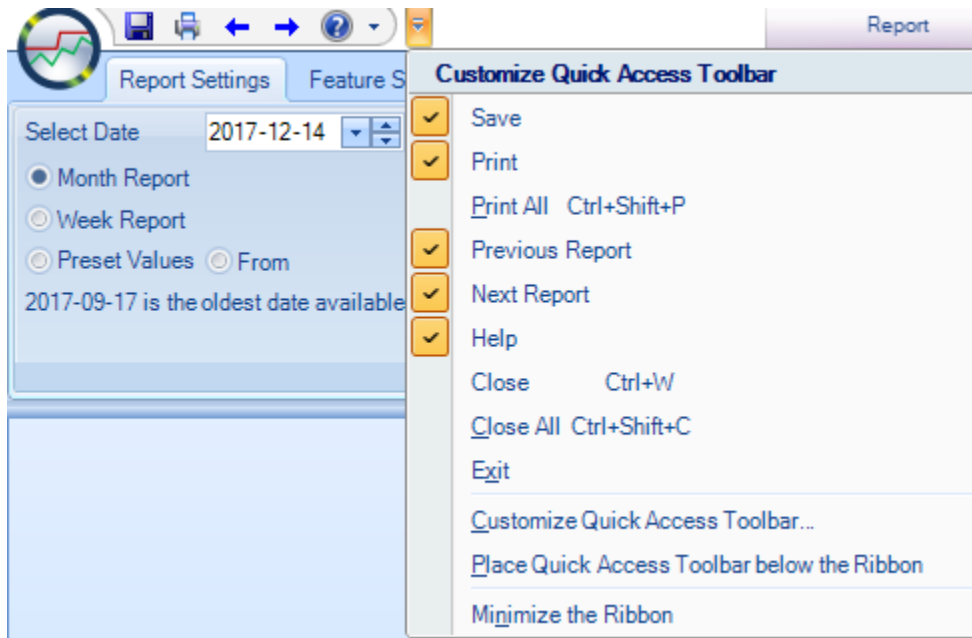 Report
Report Settings
Feature S
Select Date
2017-12-14
Month Report
Week Report
Preset Values
From
2017-09-17 is the oldest date available
Customize Quick Access Toolbar
Save
Print
Print All Ctrl+Shift+P
Previous Report
Next Report
Help
Close Ctrl+W
Close All Ctrl+Shift+C
Exit
Customize Quick Access Toolbar...
Place Quick Access Toolbar below the Ribbon
Minimize the Ribbon